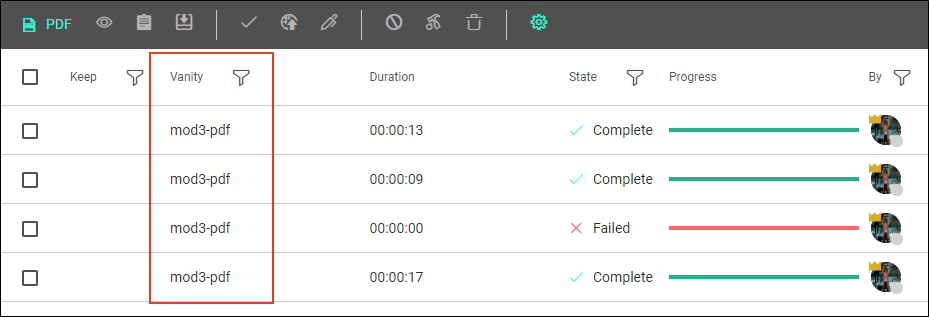 PDF
Keep Vanity Duration State Progress By
mod3-pdf 00:00:13 Complete
mod3-pdf 00:00:09 Complete
mod3-pdf 00:00:00 Failed
mod3-pdf 00:00:17 Complete